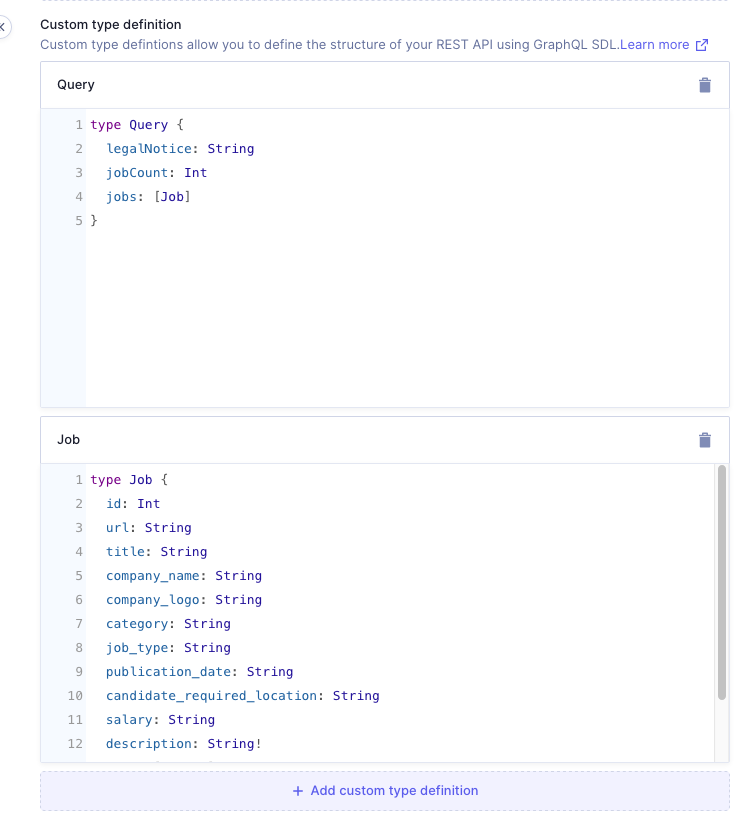 Custom type definition
Custom type defintions allow you to define the structure of your REST API using GraphQL SDL.Learn more
Query
1 type Query {
2   legalNotice: String
3   jobCount: Int
4   jobs: [Job]
5 }
Job
1 type Job {
2   id: Int
3   url: String
4   title: String
5   company_name: String
6   company_logo: String
7   category: String
8   job_type: String
9   publication_date: String
10   candidate_required_location: String
11   salary: String
12   description: String!
+ Add custom type definition